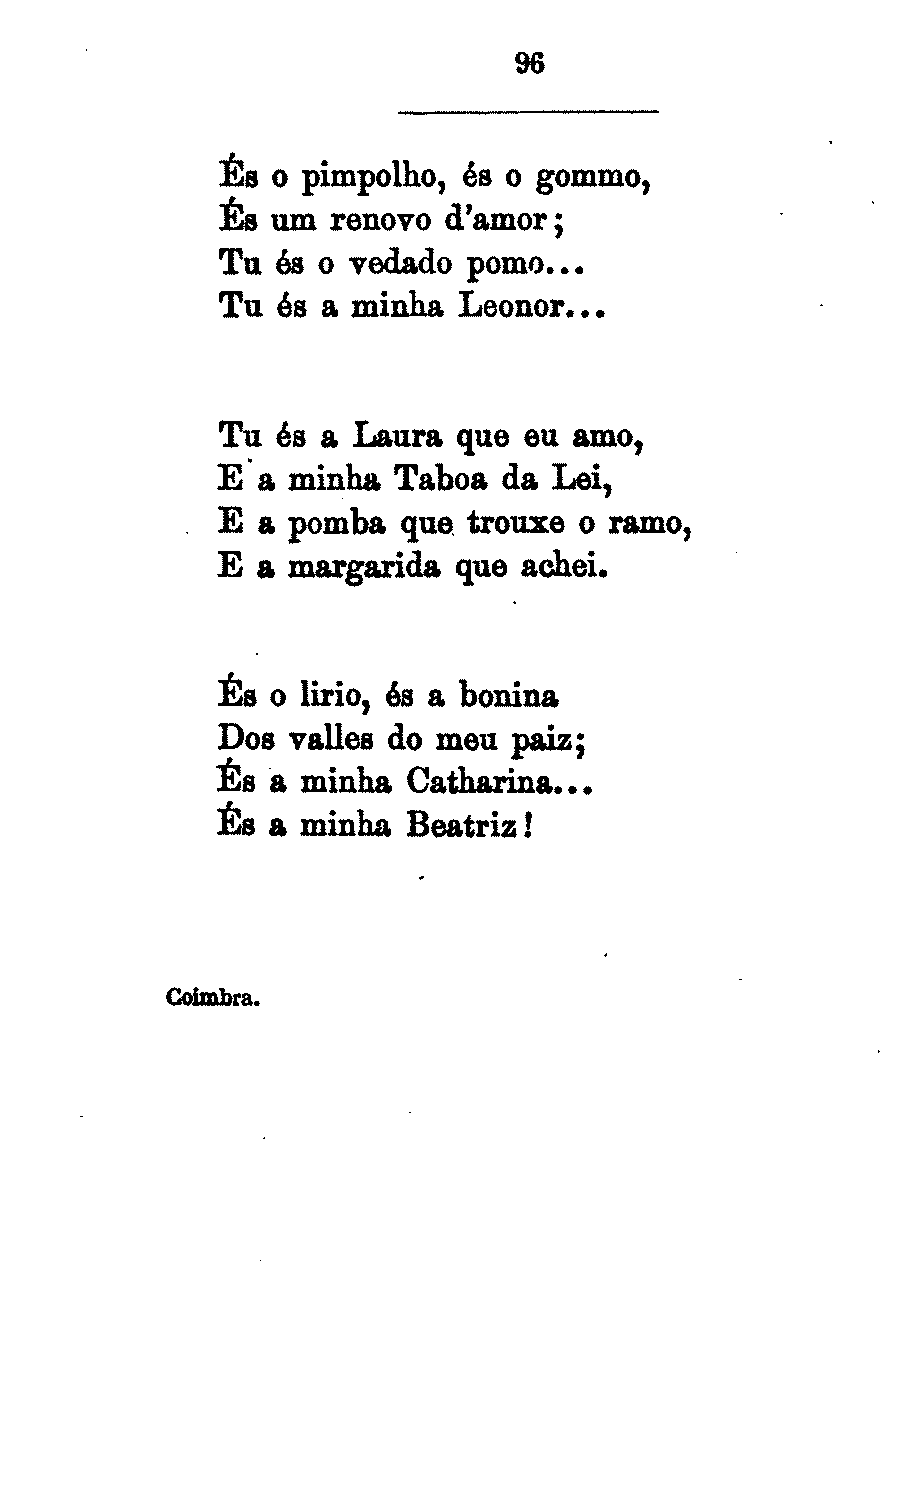 96
És o pimpolho, és o gommo,
És um renovo d'amor;
Tu és o vedado pomo...
Tu és a minha Leonor...
Tu és a Laura que eu amo,
E a minha Taboa da Lei,
E a pomba que trouxe o ramo,
E a margarida que achei.
És o lirio, és a bonina
Dos valles do meu paiz;
És a minha Catharina...
És a minha Beatriz!
Coimbra.